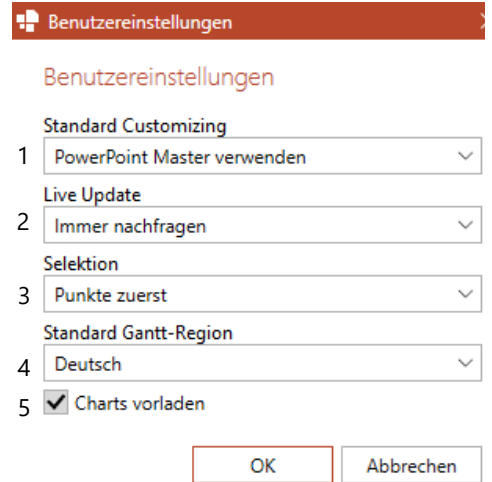 Benutzereinstellungen
Benutzereinstellungen
Standard Customizing
1 PowerPoint Master verwenden
Live Update
2 Immer nachfragen
Selektion
3 Punkte zuerst
Standard Gantt-Region
4 Deutsch
5 Charts vorladen
OK Abbrechen